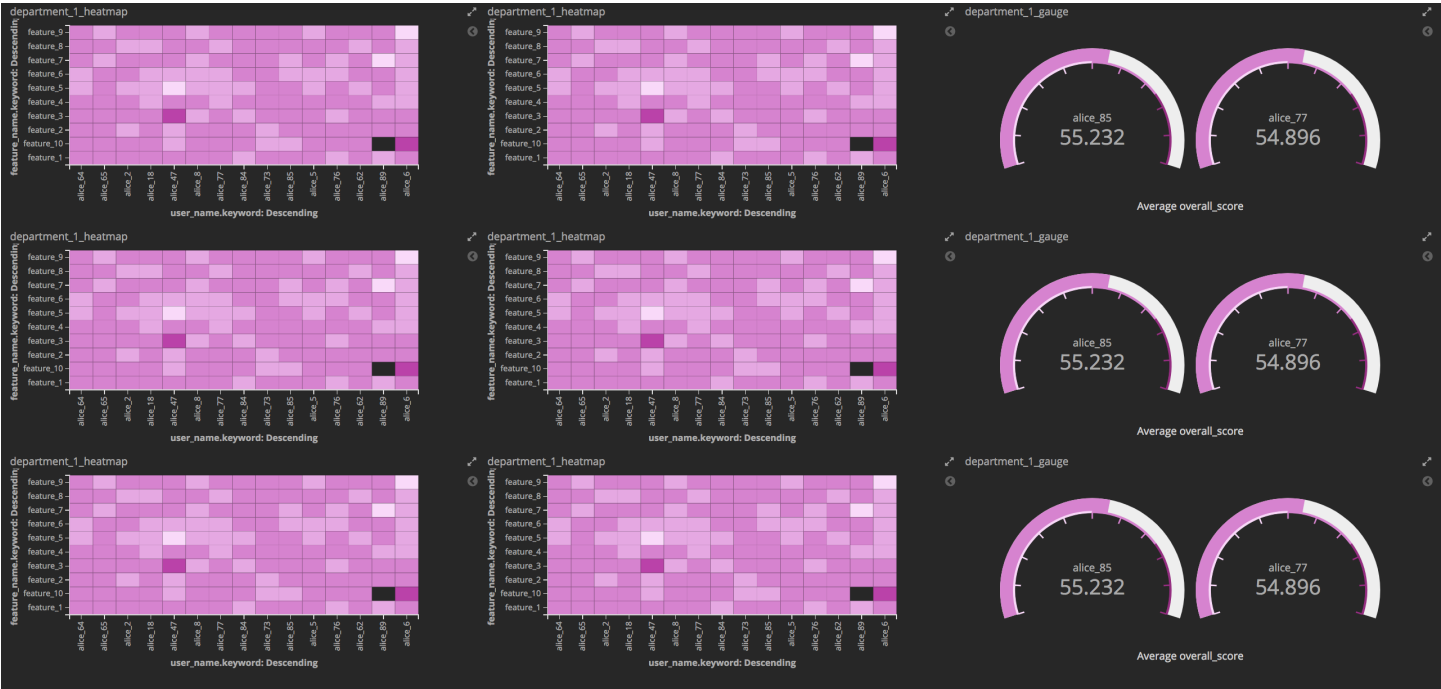 department_1_heatmap
feature_name.keyword: Descendin
feature_9
feature_8
feature_7
feature_6
feature_5
feature_4
feature_3
feature_2
feature_10
feature_1
alice_64 alice_65 alice_2 alice_18 alice_47 alice_8 alice_77 alice_84 alice_73 alice_85 alice_5 alice_76 alice_62 alice_89 alice_6
user_name.keyword: Descending
department_1_heatmap
feature_name.keyword: Descendin
feature_9
feature_8
feature_7
feature_6
feature_5
feature_4
feature_3
feature_2
feature_10
feature_1
alice_64 alice_65 alice_2 alice_18 alice_47 alice_8 alice_77 alice_84 alice_73 alice_85 alice_5 alice_76 alice_62 alice_89 alice_6
user_name.keyword: Descending
department_1_gauge
alice_85
55.232
alice_77
54.896
Average overall_score
department_1_heatmap
feature_name.keyword: Descendin
feature_9
feature_8
feature_7
feature_6
feature_5
feature_4
feature_3
feature_2
feature_10
feature_1
alice_64 alice_65 alice_2 alice_18 alice_47 alice_8 alice_77 alice_84 alice_73 alice_85 alice_5 alice_76 alice_62 alice_89 alice_6
user_name.keyword: Descending
department_1_heatmap
feature_name.keyword: Descendin
feature_9
feature_8
feature_7
feature_6
feature_5
feature_4
feature_3
feature_2
feature_10
feature_1
alice_64 alice_65 alice_2 alice_18 alice_47 alice_8 alice_77 alice_84 alice_73 alice_85 alice_5 alice_76 alice_62 alice_89 alice_6
user_name.keyword: Descending
department_1_gauge
alice_85
55.232
alice_77
54.896
Average overall_score
department_1_heatmap
feature_name.keyword: Descendin
feature_9
feature_8
feature_7
feature_6
feature_5
feature_4
feature_3
feature_2
feature_10
feature_1
alice_64 alice_65 alice_2 alice_18 alice_47 alice_8 alice_77 alice_84 alice_73 alice_85 alice_5 alice_76 alice_62 alice_89 alice_6
user_name.keyword: Descending
department_1_heatmap
feature_name.keyword: Descendin
feature_9
feature_8
feature_7
feature_6
feature_5
feature_4
feature_3
feature_2
feature_10
feature_1
alice_64 alice_65 alice_2 alice_18 alice_47 alice_8 alice_77 alice_84 alice_73 alice_85 alice_5 alice_76 alice_62 alice_89 alice_6
user_name.keyword: Descending
department_1_gauge
alice_85
55.232
alice_77
54.896
Average overall_score